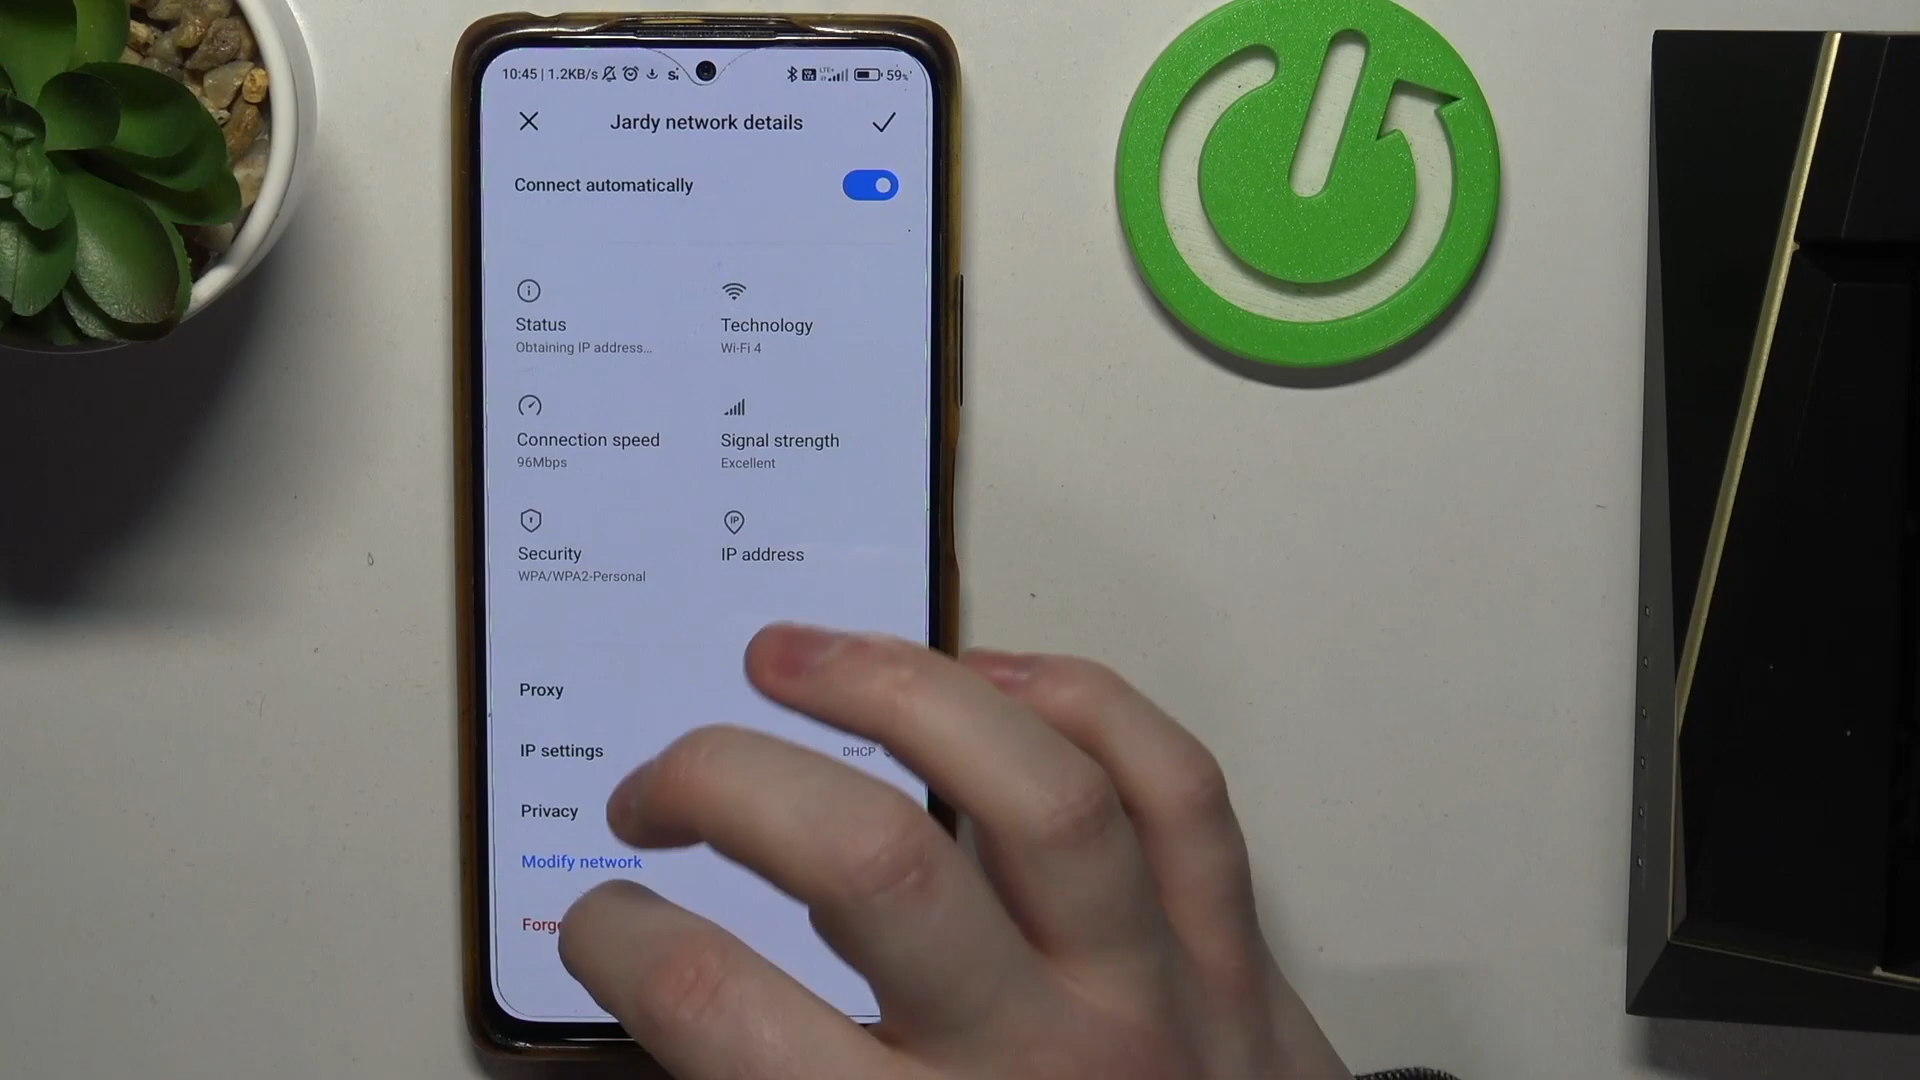 10:45 | 1.2KB/s 59%
Jardy network details
Connect automatically
Status
Obtaining IP address...
Technology
Wi-Fi 4
Connection speed
96Mbps
Signal strength
Excellent
Security
WPA/WPA2-Personal
IP
IP address
Proxy
IP settings DHCP
Privacy
Modify network